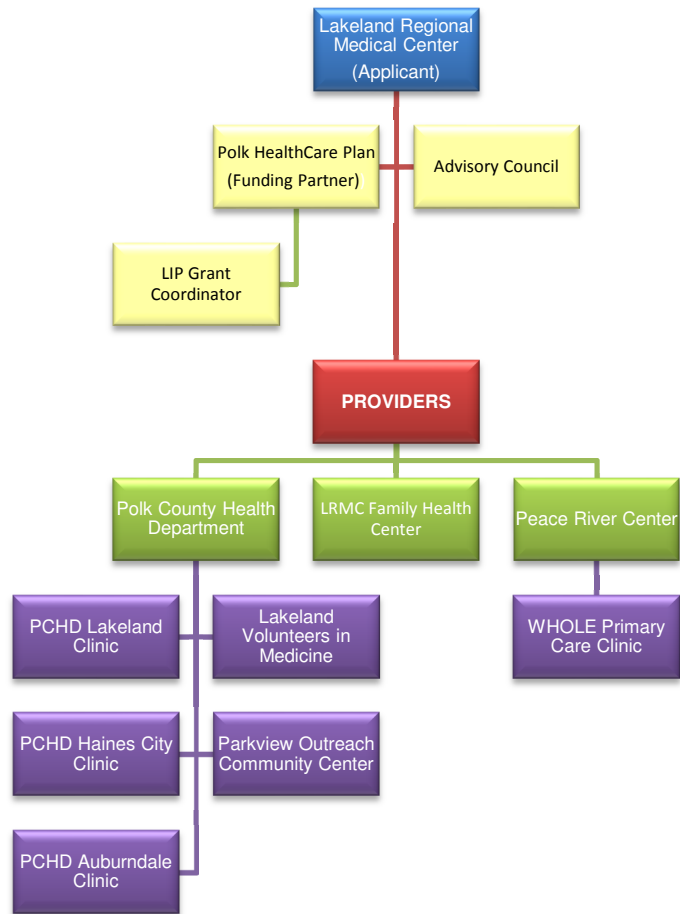 Lakeland Regional
Medical Center
(Applicant)
Polk HealthCare Plan
(Funding Partner)
Advisory Council
LIP Grant
Coordinator
PROVIDERS
Polk County Health
Department
LRMC Family Health
Center
Peace River Center
PCHD Lakeland
Clinic
Lakeland
Volunteers in
Medicine
WHOLE Primary
Care Clinic
PCHD Haines City
Clinic
Parkview Outreach
Community Center
PCHD Auburndale
Clinic